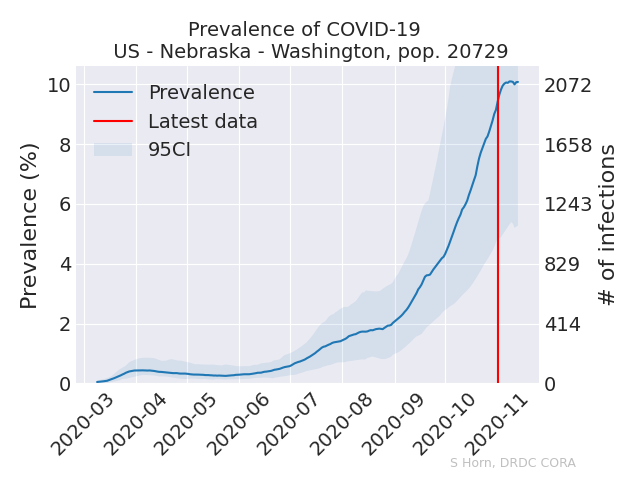 Prevalence of COVID-19
US - Nebraska - Washington, pop. 20729
Prevalence
Latest data
95CI
Prevalence (%)
10
8
6
4
2
0
2072
1658
1243
829
414
0
# of infections
2020-03
2020-04
2020-05
2020-06
2020-07
2020-08
2020-09
2020-10
2020-11
S Horn, DRDC CORA